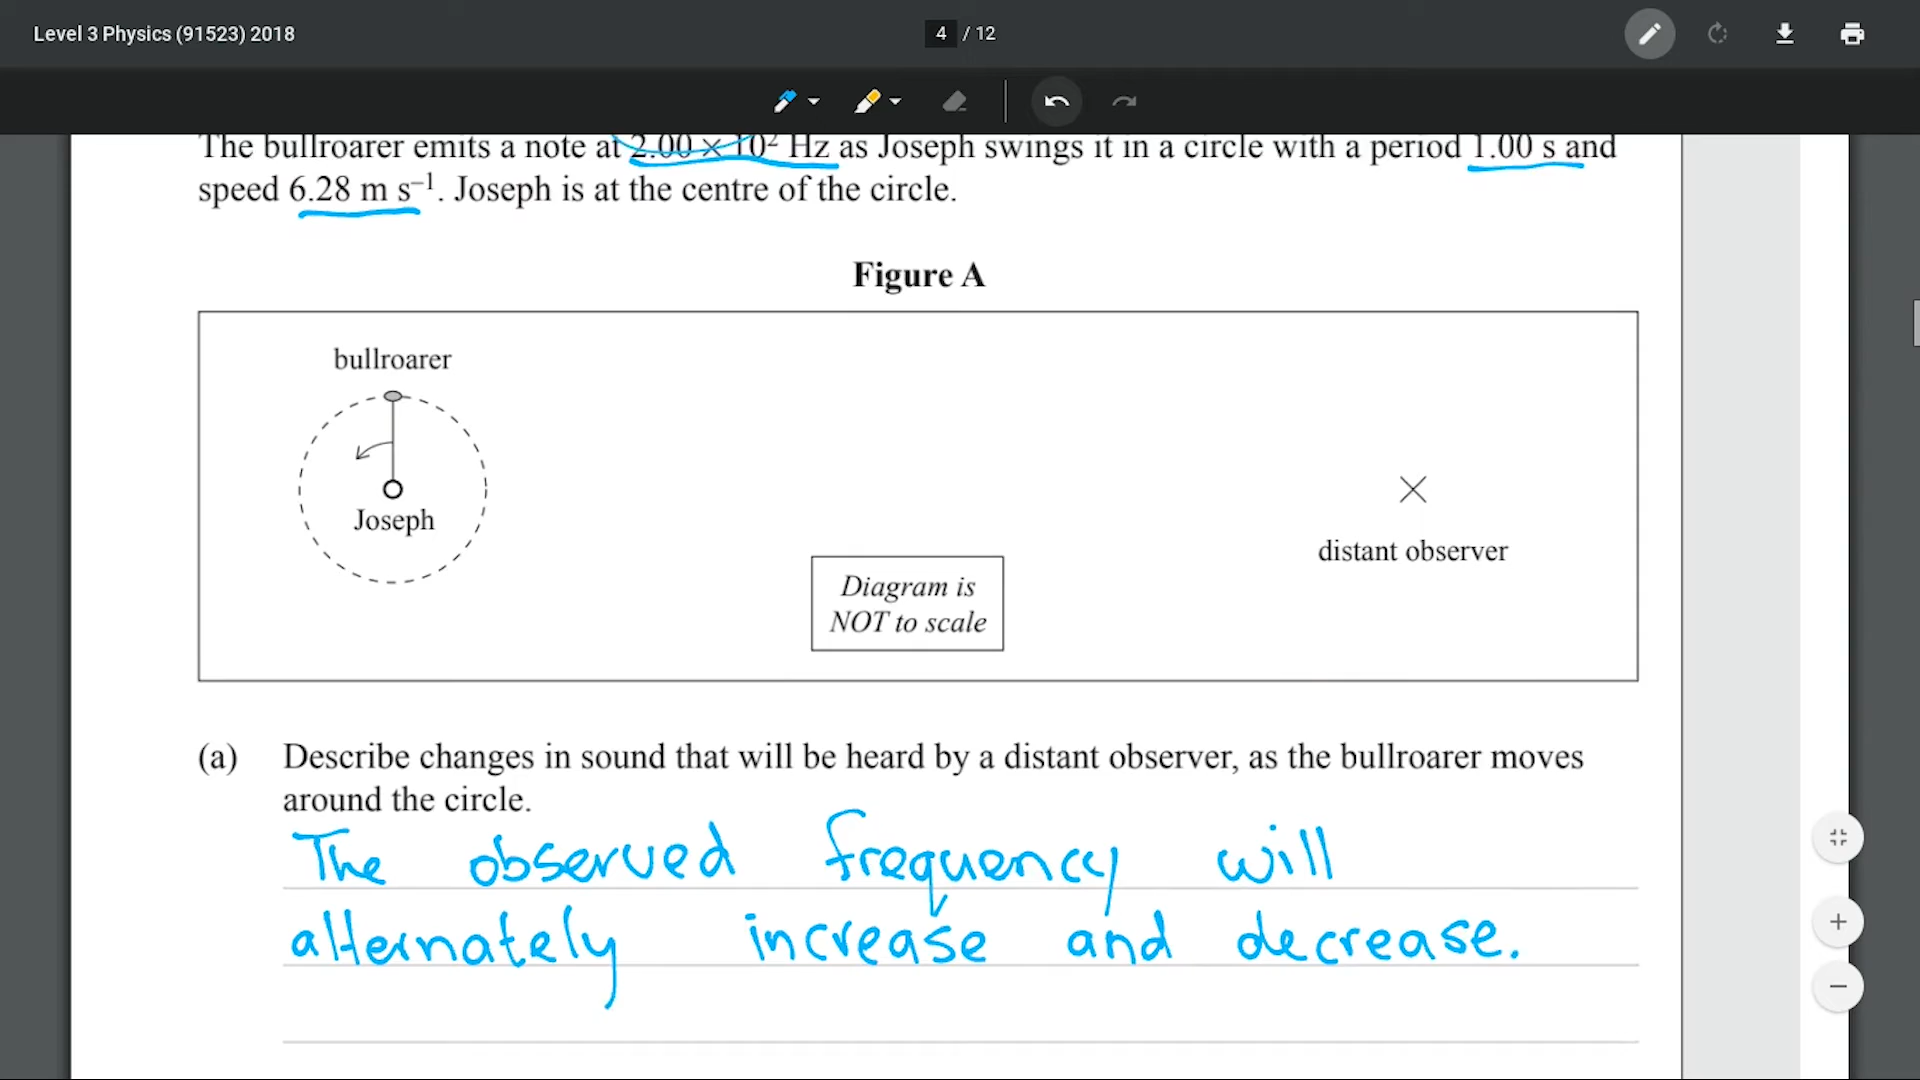 Level 3 Physics (91523) 2018
4 / 12
The bullroarer emits a note at 2.00 × 10² Hz as Joseph swings it in a circle with a period 1.00 s and
speed 6.28 m s⁻¹. Joseph is at the centre of the circle.
Figure A
bullroarer
Joseph
distant observer
Diagram is
NOT to scale
(a) Describe changes in sound that will be heard by a distant observer, as the bullroarer moves
around the circle.
The observed frequency will
alternately increase and decrease.